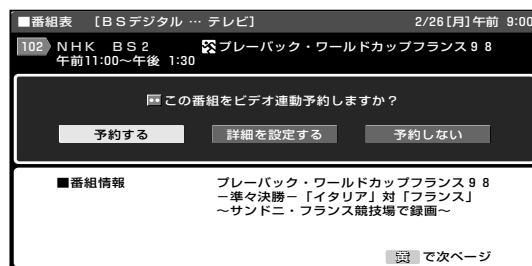 ■番組表 [BSデジタル … テレビ] 2/26[月]午前 9:00
102 NHK BS2 プレーバック・ワールドカップフランス98
午前11:00~午後 1:30
この番組をビデオ連動予約しますか?
予約する 詳細を設定する 予約しない
■番組情報 プレーバック・ワールドカップフランス98
-準々決勝-「イタリア」対「フランス」
~サンドニ・フランス競技場で録画~
黄 で次ページ